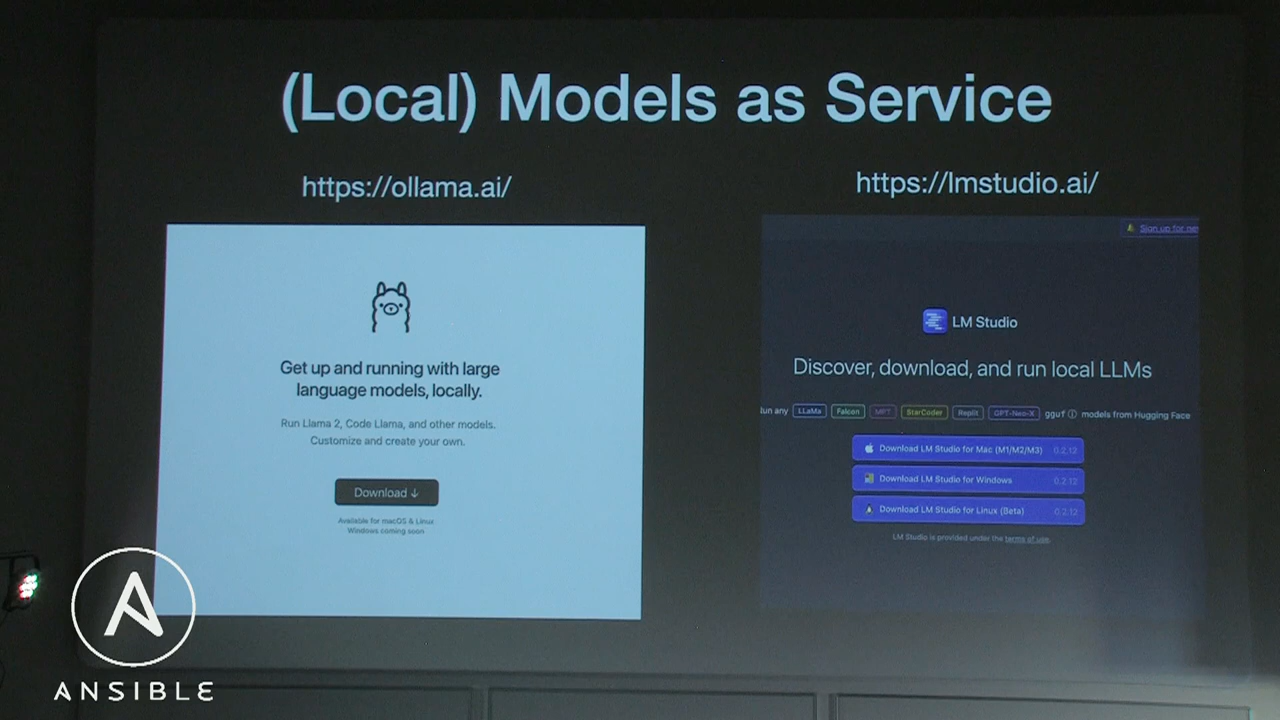 (Local) Models as Service
https://ollama.ai/
Get up and running with large
language models, locally.
Run Llama 2, Code Llama, and other models.
Customize and create your own.
Download ↓
Available for macOS & Linux
Windows coming soon
https://lmstudio.ai/
Sign up for
LM Studio
Discover, download, and run local LLMs
Run any LLaMa Falcon MPT StarCoder Replit GPT-Neo-X gguf ⓘ models from Hugging Face
Download LM Studio for Mac (M1/M2/M3) 0.2.12
Download LM Studio for Windows 0.2.12
Download LM Studio for Linux (Beta) 0.2.12
LM Studio is provided under the terms of use.
ANSIBLE